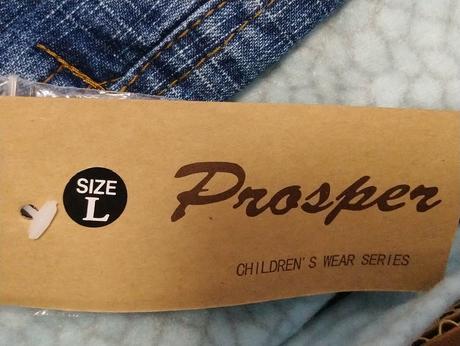 SIZE
L
Prosper
CHILDREN'S WEAR SERIES